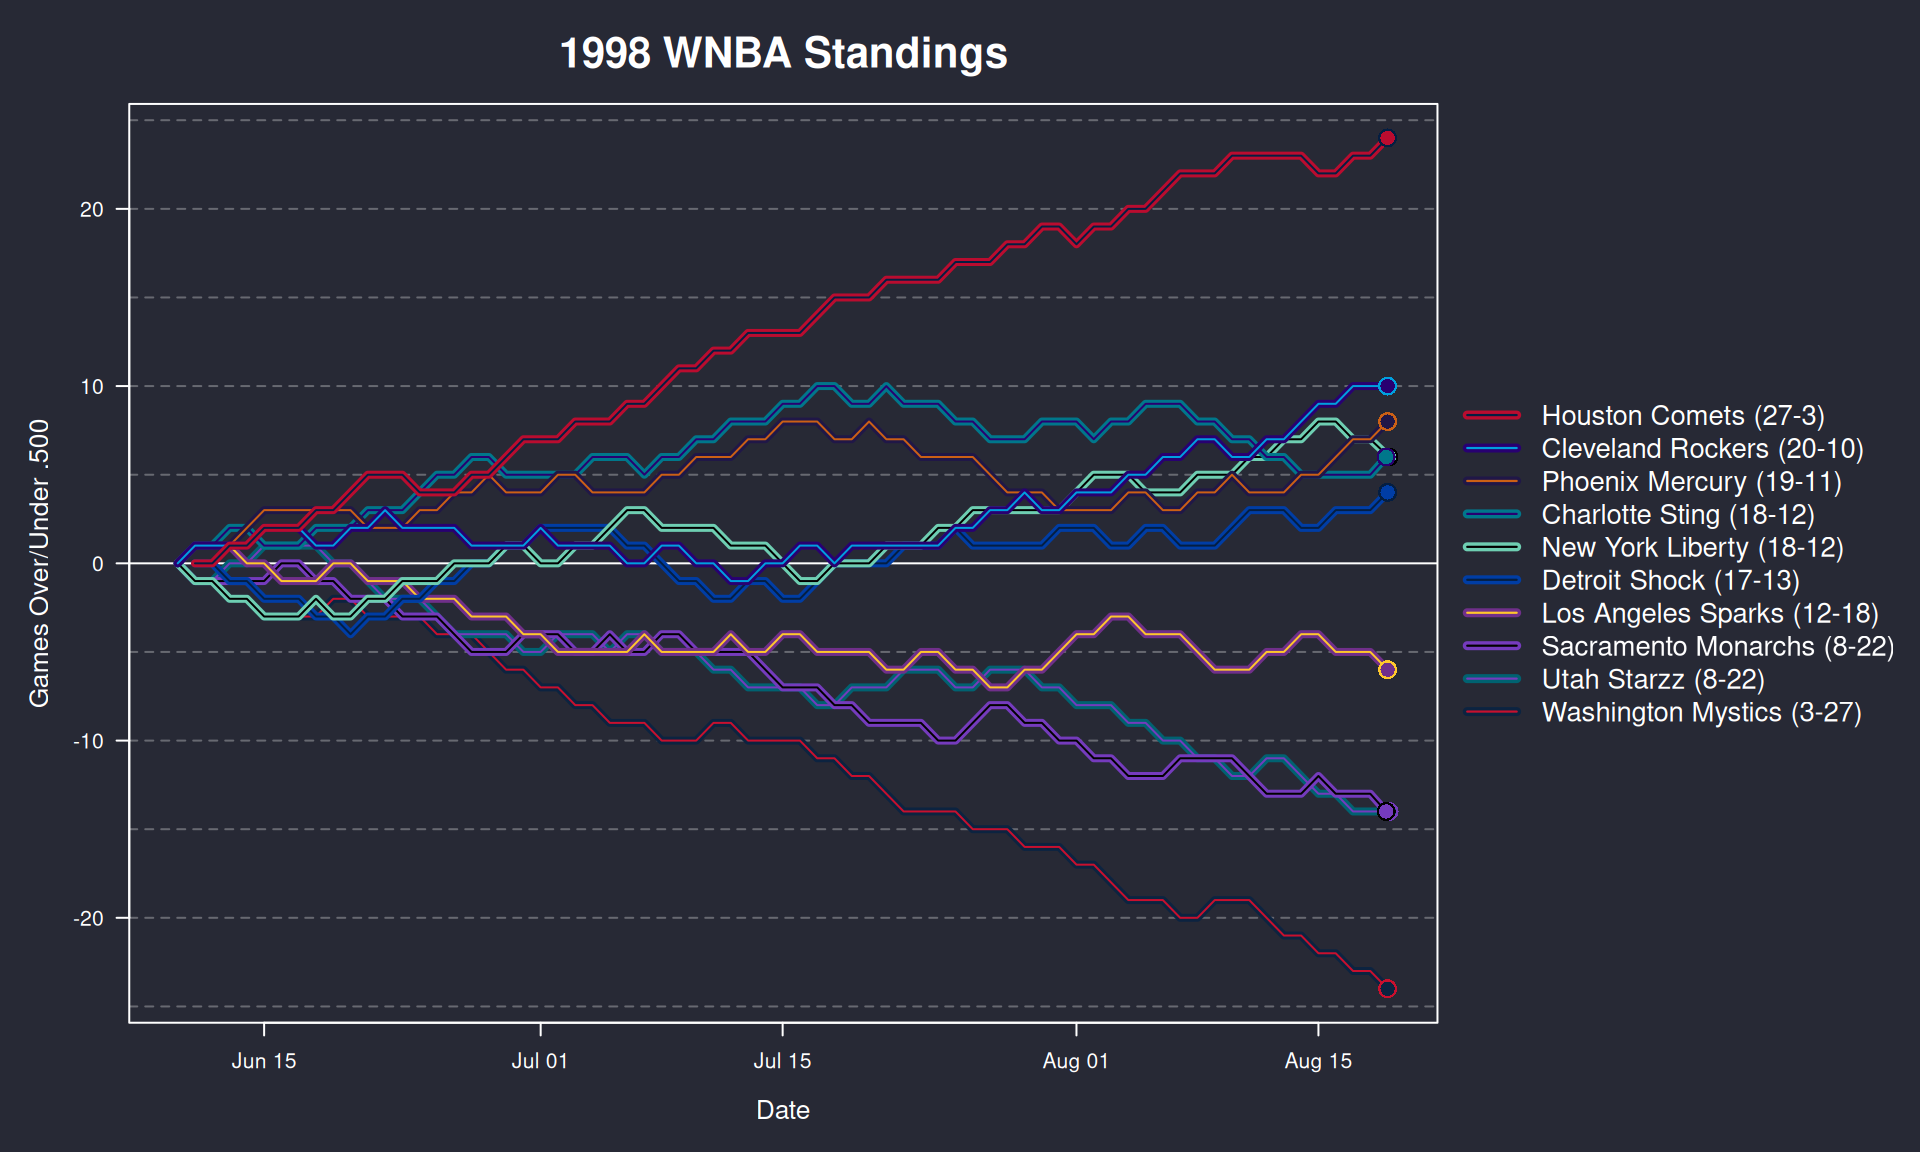 1998 WNBA Standings
Games Over/Under .500
20
10
0
-10
-20
Jun 15
Jul 01
Jul 15
Aug 01
Aug 15
Date
Houston Comets (27-3)
Cleveland Rockers (20-10)
Phoenix Mercury (19-11)
Charlotte Sting (18-12)
New York Liberty (18-12)
Detroit Shock (17-13)
Los Angeles Sparks (12-18)
Sacramento Monarchs (8-22)
Utah Starzz (8-22)
Washington Mystics (3-27)